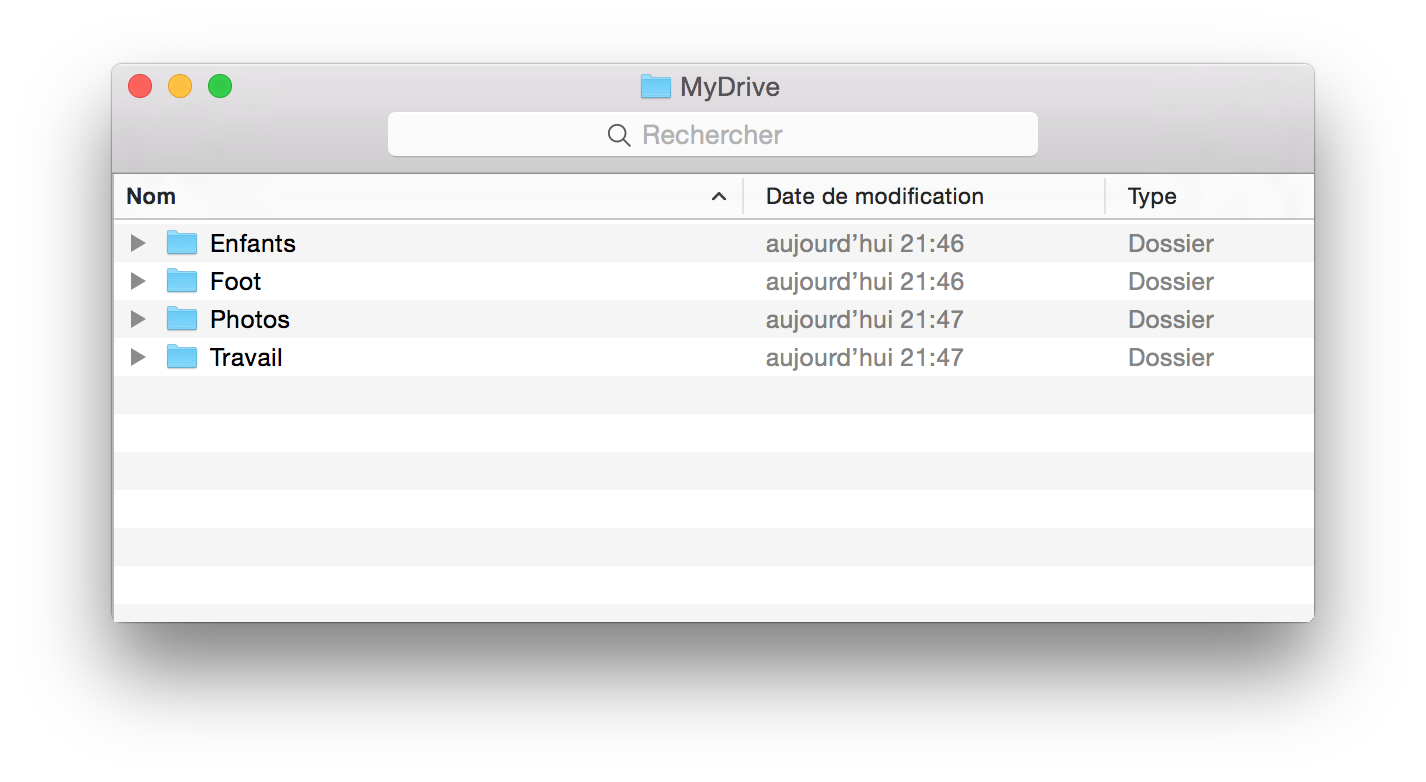 MyDrive
Rechercher
Nom Date de modification Type
Enfants aujourd’hui 21:46 Dossier
Foot aujourd’hui 21:46 Dossier
Photos aujourd’hui 21:47 Dossier
Travail aujourd’hui 21:47 Dossier